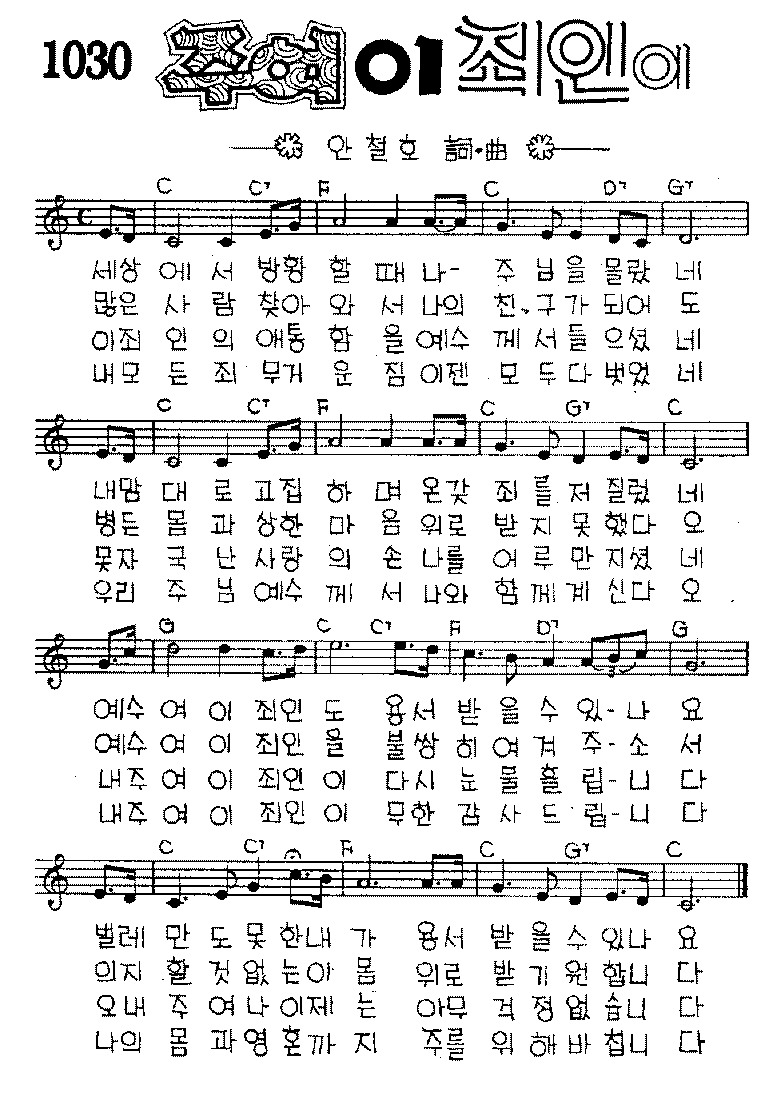 1030 주여 이 죄인에
안철호 詞·曲
C C7 F C D7 G7
세상 에 서 방황 할 때 나- 주 님을 몰랐 네
많은 사 람 찾아 와 서 나의 친, 구가 되어 도
이죄 인 의 애통 함 을 예수 께 서들 으셨 네
내모 든 죄 무거 운 짐 이젠 모 두다 벗었 네
C C7 F C G7 C
내맘 대 로 고집 하 며 온갖 죄 를저 질렀 네
병든 몸 과 상한 마 음 위로 받 지못 했다 오
못자 국 난 사랑 의 손 나를 어 루만 지셨 네
우리 주 님 예수 께 서 나와 함 께계 신다 오
G C C7 F D7 G
3
예수 여 이 죄인 도 용서 받 을 수 있-나 요
예수 여 이 죄인 을 불쌍 히 여 겨 주-소 서
내주 여 이 죄인 이 다시 눈 물 흘 립-니 다
내주 여 이 죄인 이 무한 감 사 드 립-니 다
C C7 F C G7 C
벌레 만 도 못 한내 가 용서 받 을수 있나 요
의지 할 것 없 는이 몸 위로 받 기원 합니 다
오내 주 여 나 이제 는 아무 걱 정없 습니 다
나의 몸 과 영 혼까 지 주를 위 해바 칩니 다